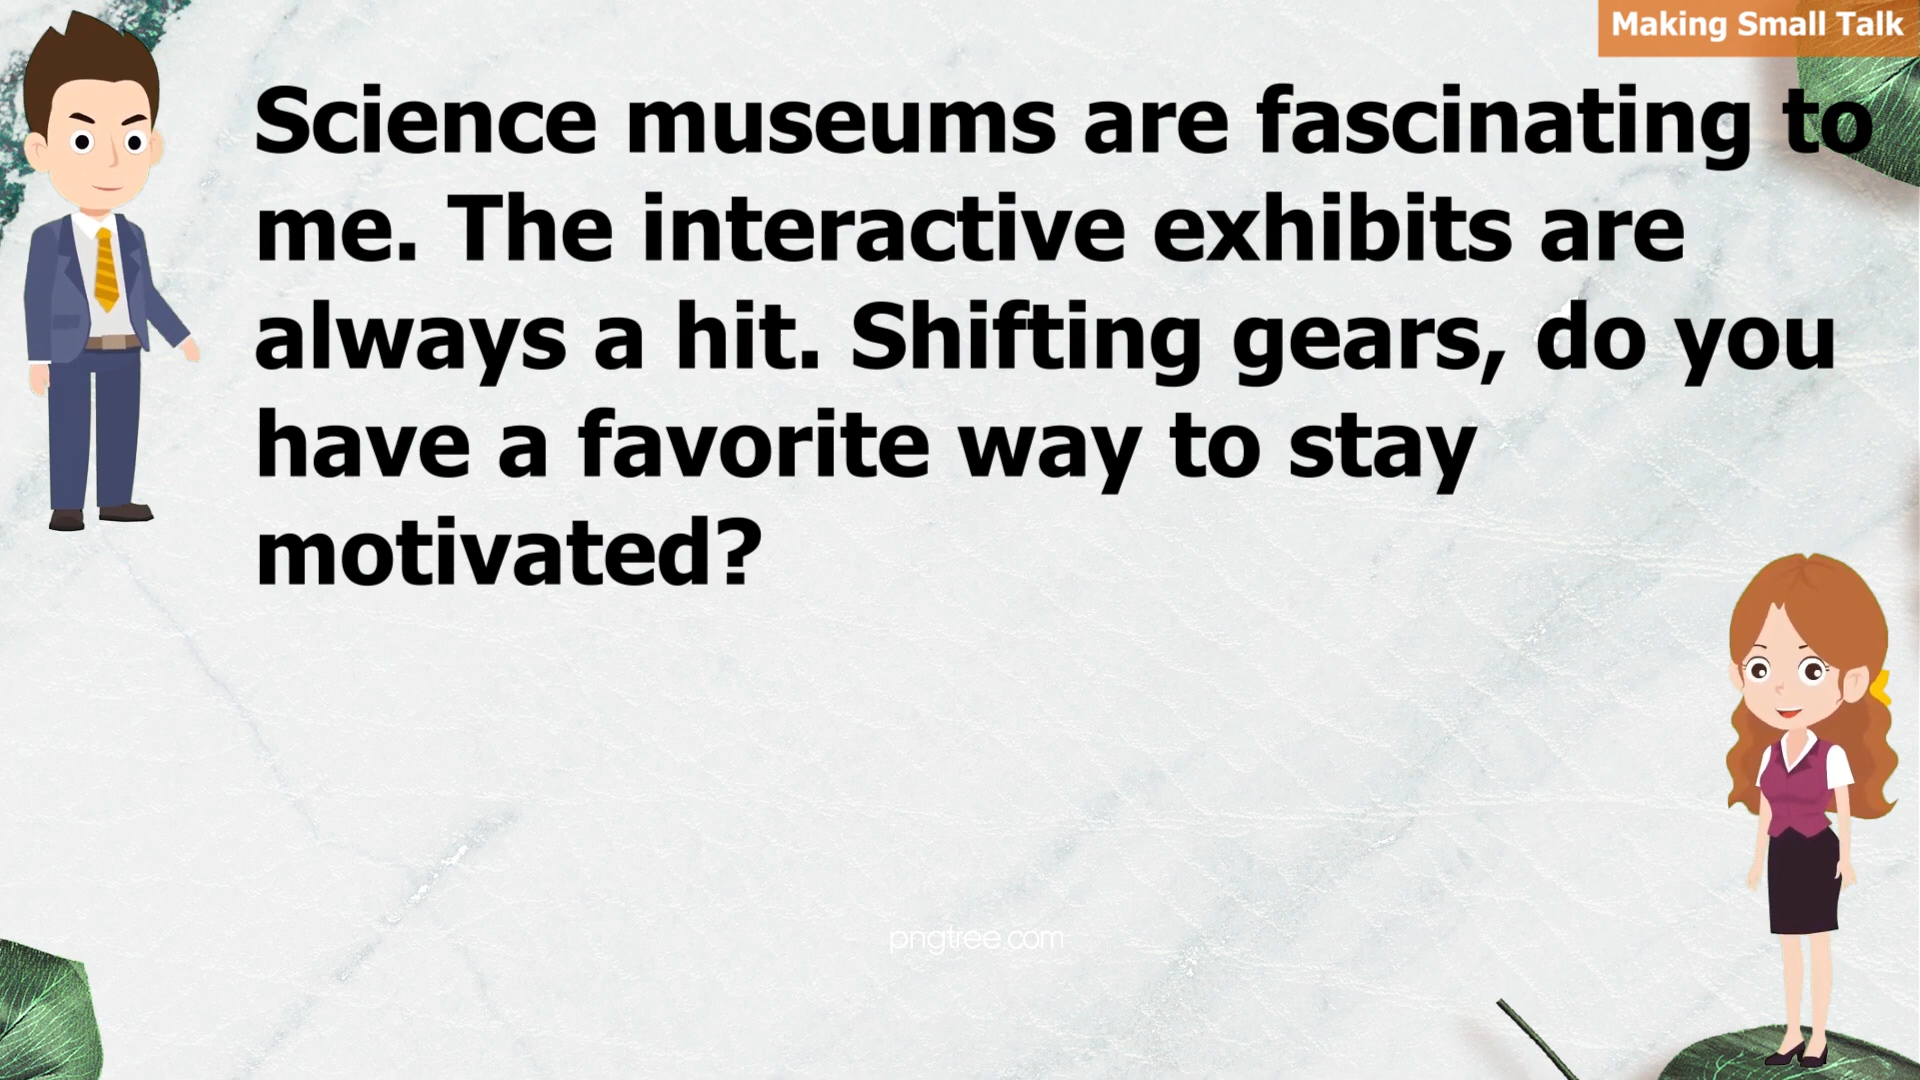 Making Small Talk
Science museums are fascinating to
me. The interactive exhibits are
always a hit. Shifting gears, do you
have a favorite way to stay
motivated?
pngtree.com